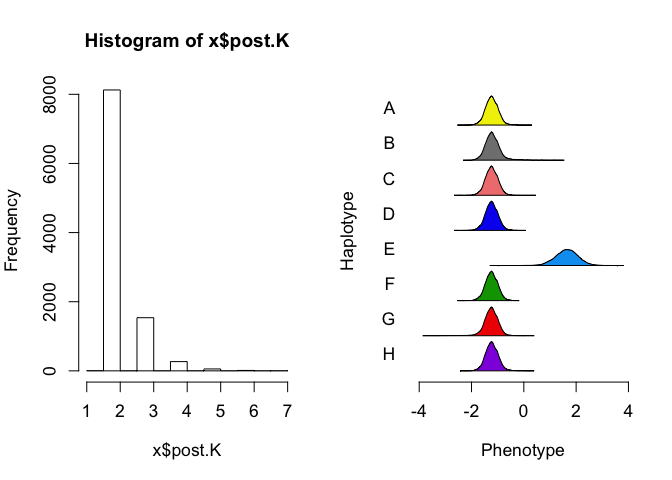 Histogram of x$post.K
Frequency
0
2000
4000
6000
8000
1 2 3 4 5 6 7
x$post.K
Haplotype
A
B
C
D
E
F
G
H
-4 -2 0 2 4
Phenotype